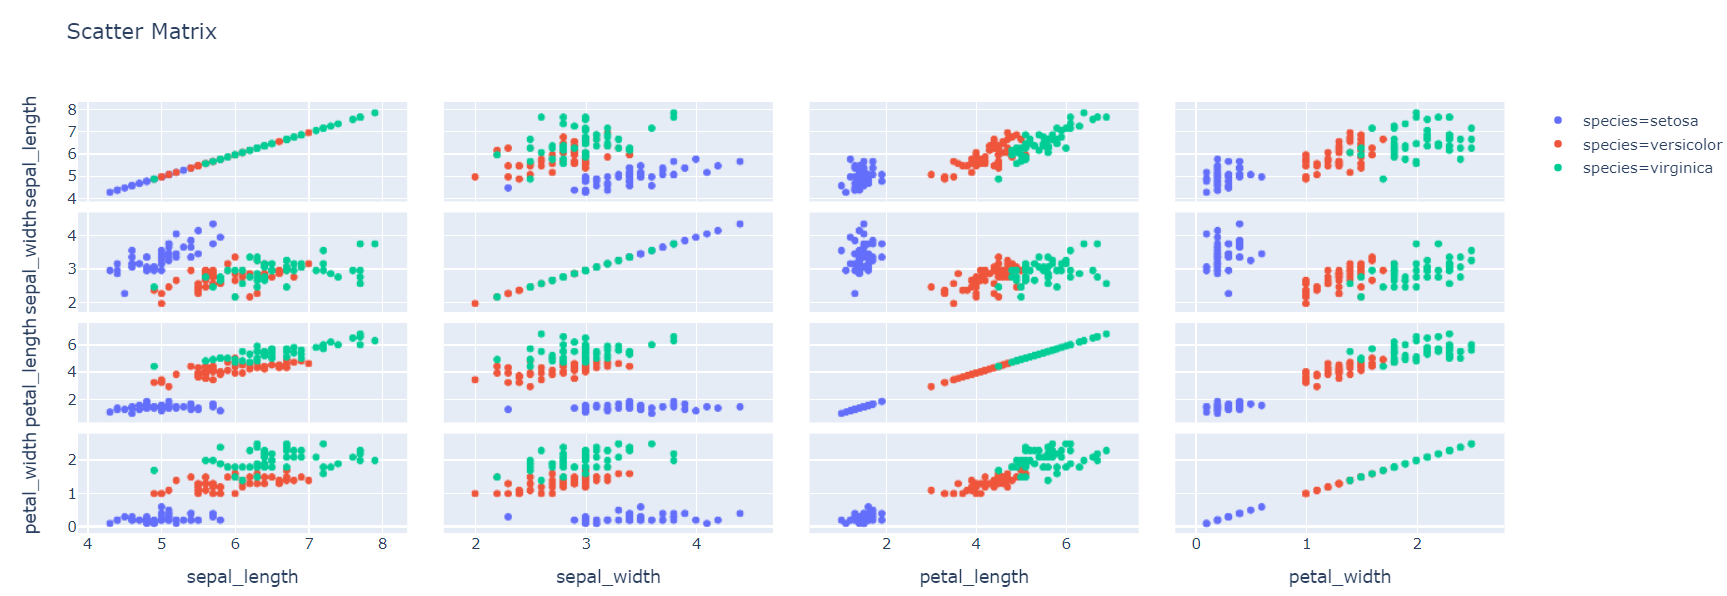 Scatter Matrix
sepal_length
8
7
6
5
4
sepal_width
4
3
2
petal_length
6
4
2
petal_width
2
1
0
4 5 6 7 8
2 3 4
2 4 6
0 1 2
sepal_length
sepal_width
petal_length
petal_width
species=setosa
species=versicolor
species=virginica